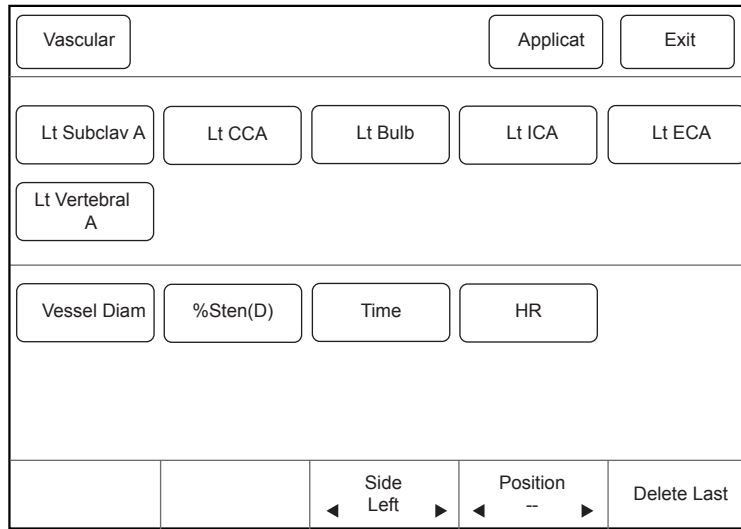 Vascular
Applicat
Exit
Lt Subclav A
Lt CCA
Lt Bulb
Lt ICA
Lt ECA
Lt Vertebral
A
Vessel Diam
%Sten(D)
Time
HR
Side
Left
Position
--
Delete Last